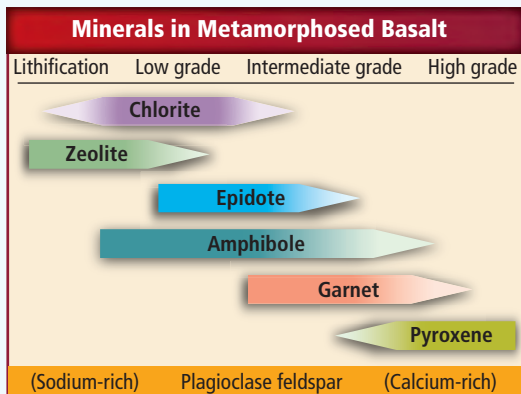 Minerals in Metamorphosed Basalt
Lithification Low grade Intermediate grade High grade
Chlorite
Zeolite
Epidote
Amphibole
Garnet
Pyroxene
(Sodium-rich) Plagioclase feldspar (Calcium-rich)